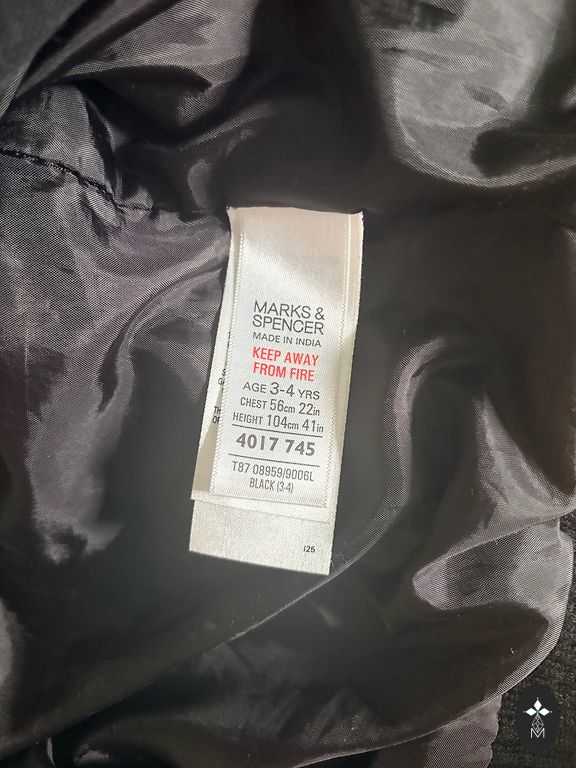 MARKS &
SPENCER
MADE IN INDIA
KEEP AWAY
FROM FIRE
AGE 3-4 YRS
CHEST 56cm 22in
HEIGHT 104cm 41in
4017 745
T87 08959/9006L
BLACK (3-4)
125
M